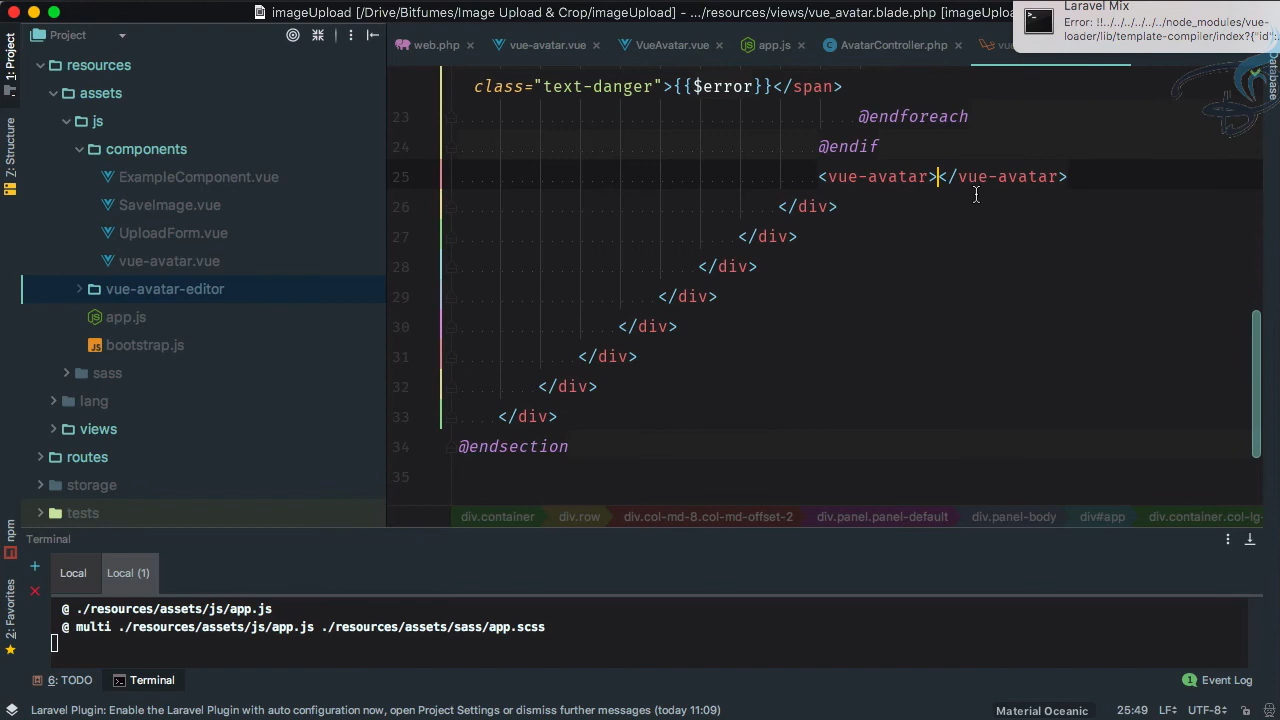 imageUpload [/Drive/Bitfumes/Image Upload & Crop/imageUpload] - .../resources/views/vue_avatar.blade.php [imageUploa
Laravel Mix
Error: !!../../../../../../node_modules/vue-
loader/lib/template-compiler/index?{"id":
1: Project
Project
web.php
vue-avatar.vue
VueAvatar.vue
app.js
AvatarController.php
vu
Database
resources
assets
js
components
ExampleComponent.vue
SaveImage.vue
UploadForm.vue
vue-avatar.vue
vue-avatar-editor
app.js
bootstrap.js
sass
lang
views
routes
storage
tests
7: Structure
npm
2: Favorites
class="text-danger">{{$error}}</span>
23 @endforeach
24 @endif
25 <vue-avatar></vue-avatar>
26 </div>
27 </div>
28 </div>
29 </div>
30 </div>
31 </div>
32 </div>
33 </div>
34 @endsection
35
div.container div.row div.col-md-8.col-md-offset-2 div.panel.panel-default div.panel-body div#app div.container.col-lg-
Terminal
Local Local (1)
@ ./resources/assets/js/app.js
@ multi ./resources/assets/js/app.js ./resources/assets/sass/app.scss
6: TODO Terminal 1 Event Log
Laravel Plugin: Enable the Laravel Plugin with auto configuration now, open Project Settings or dismiss further messages (today 11:09) Material Oceanic 25:49 LF UTF-8